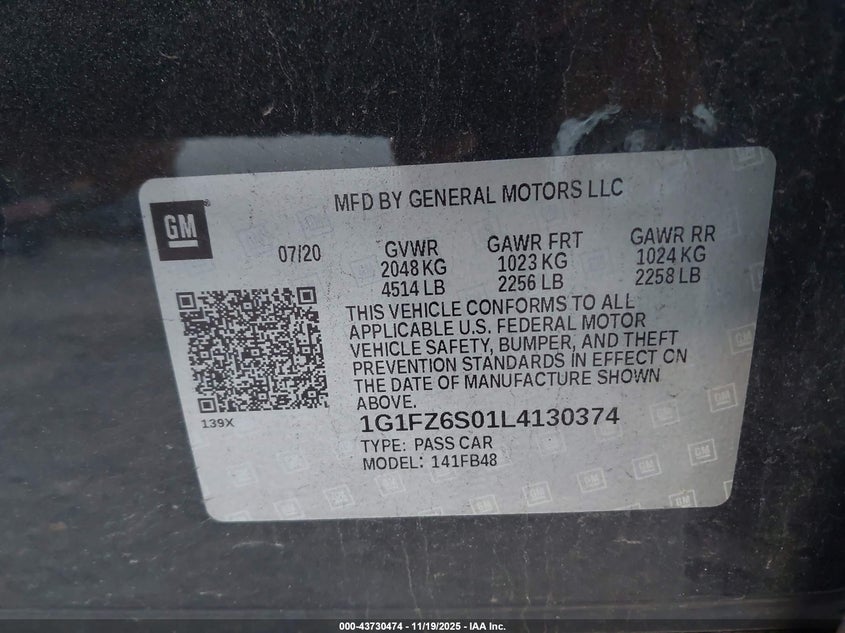 GM
MFD BY GENERAL MOTORS LLC
07/20
GVWR
2048 KG
4514 LB
GAWR FRT
1023 KG
2256 LB
GAWR RR
1024 KG
2258 LB
THIS VEHICLE CONFORMS TO ALL
APPLICABLE U.S. FEDERAL MOTOR
VEHICLE SAFETY, BUMPER, AND THEFT
PREVENTION STANDARDS IN EFFECT ON
THE DATE OF MANUFACTURE SHOWN
ABOVE.
139X
1G1FZ6S01L4130374
TYPE: PASS CAR
MODEL: 141FB48
000-43730474 - 11/19/2025 - IAA Inc.